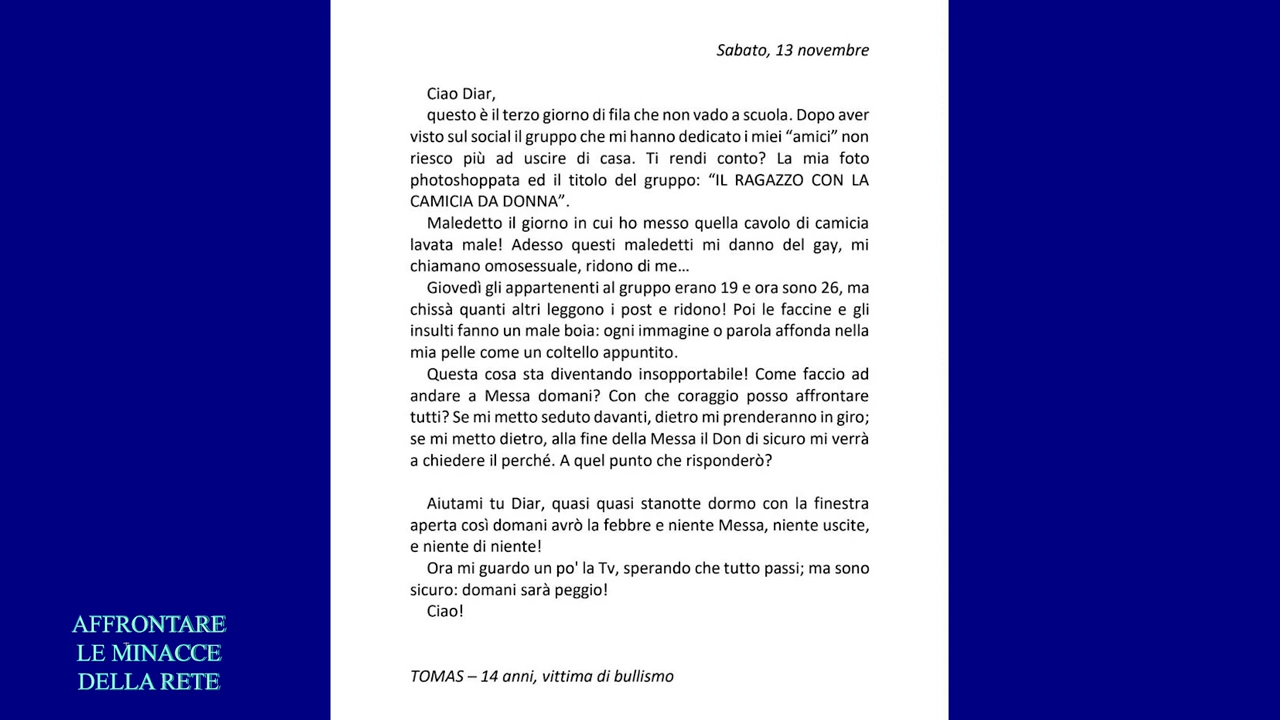 Sabato, 13 novembre
Ciao Diar,
questo è il terzo giorno di fila che non vado a scuola. Dopo aver
visto sul social il gruppo che mi hanno dedicato i miei “amici” non
riesco più ad uscire di casa. Ti rendi conto? La mia foto
photoshoppata ed il titolo del gruppo: “IL RAGAZZO CON LA
CAMICIA DA DONNA”.
Maledetto il giorno in cui ho messo quella cavolo di camicia
lavata male! Adesso questi maledetti mi danno del gay, mi
chiamano omosessuale, ridono di me…
Giovedì gli appartenenti al gruppo erano 19 e ora sono 26, ma
chissà quanti altri leggono i post e ridono! Poi le faccine e gli
insulti fanno un male boia: ogni immagine o parola affonda nella
mia pelle come un coltello appuntito.
Questa cosa sta diventando insopportabile! Come faccio ad
andare a Messa domani? Con che coraggio posso affrontare
tutti? Se mi metto seduto davanti, dietro mi prenderanno in giro;
se mi metto dietro, alla fine della Messa il Don di sicuro mi verrà
a chiedere il perché. A quel punto che risponderò?
Aiutami tu Diar, quasi quasi stanotte dormo con la finestra
aperta così domani avrò la febbre e niente Messa, niente uscite,
e niente di niente!
Ora mi guardo un po' la Tv, sperando che tutto passi; ma sono
sicuro: domani sarà peggio!
Ciao!
TOMAS – 14 anni, vittima di bullismo
AFFRONTARE
LE MINACCE
DELLA RETE